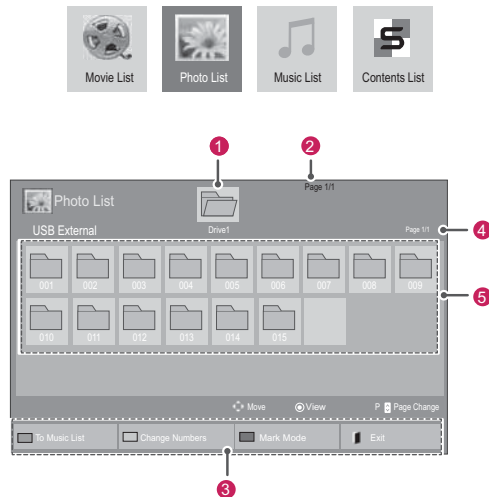 Movie List Photo List Music List Contents List
1 2
Page 1/1
Photo List
USB External Drive1 Page 1/1 4
001 002 003 004 005 006 007 008 009
5
010 011 012 013 014 015
Move View P Page Change
To Music List Change Numbers Mark Mode Exit
3